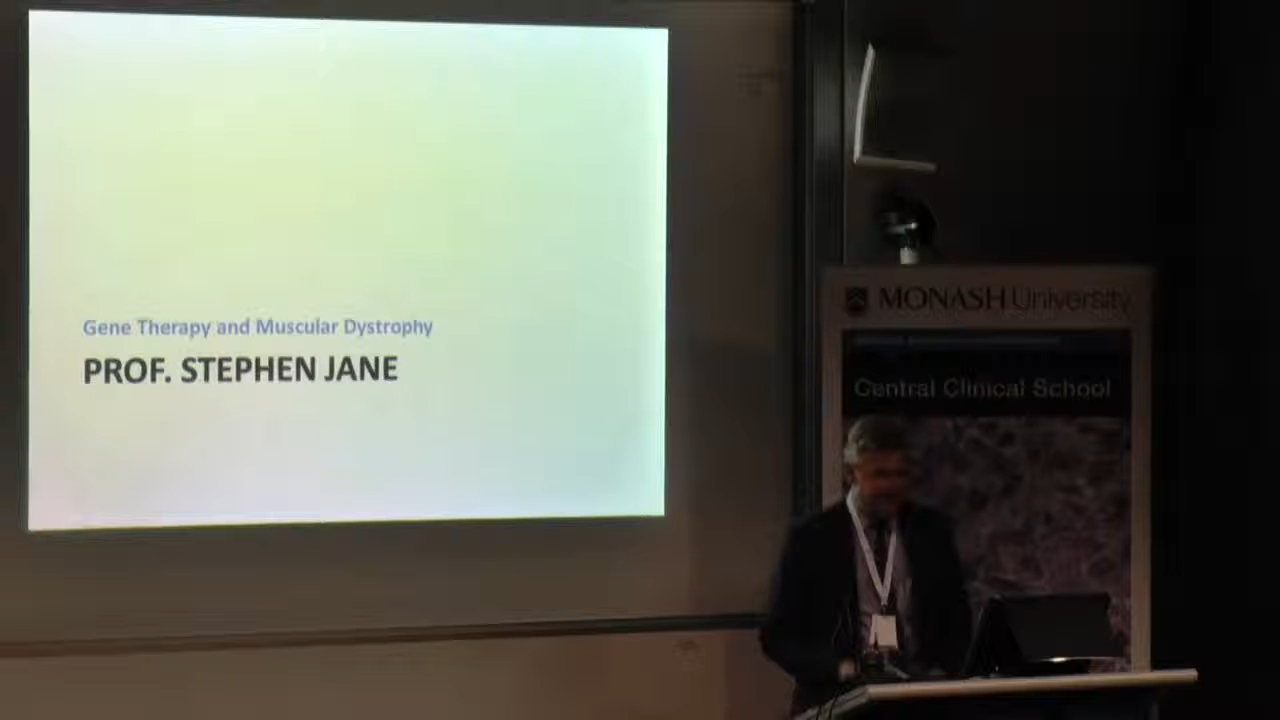 Gene Therapy and Muscular Dystrophy
PROF. STEPHEN JANE
MONASH University
Central Clinical School